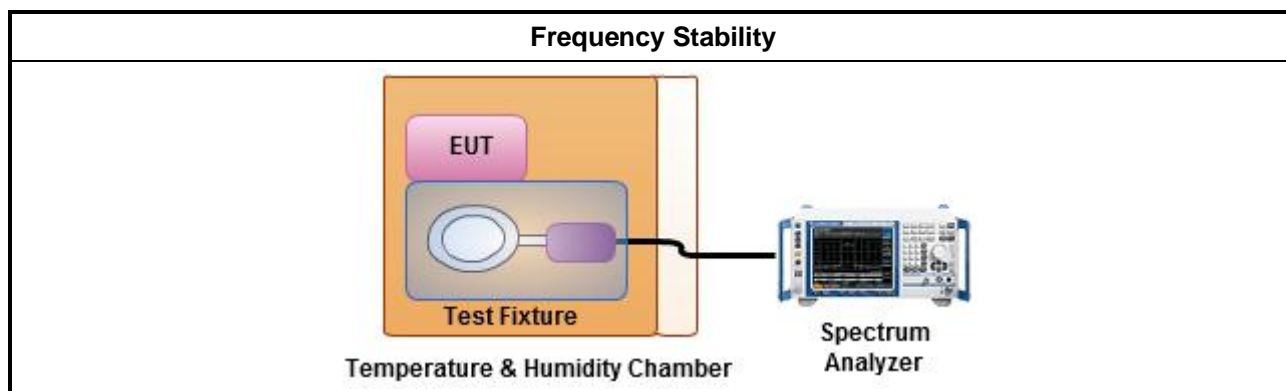 Frequency Stability
EUT
Test Fixture
Temperature & Humidity Chamber
Spectrum
Analyzer